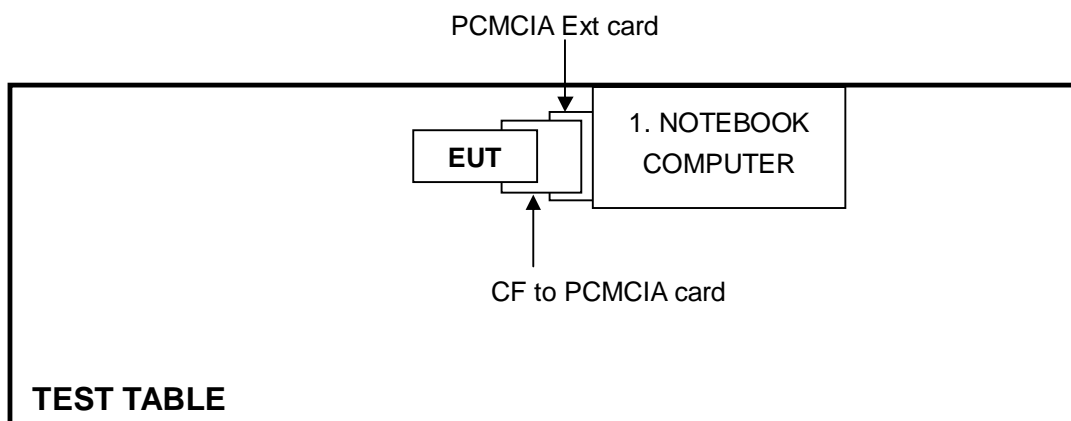 PCMCIA Ext card
1. NOTEBOOK
COMPUTER
EUT
CF to PCMCIA card
TEST TABLE